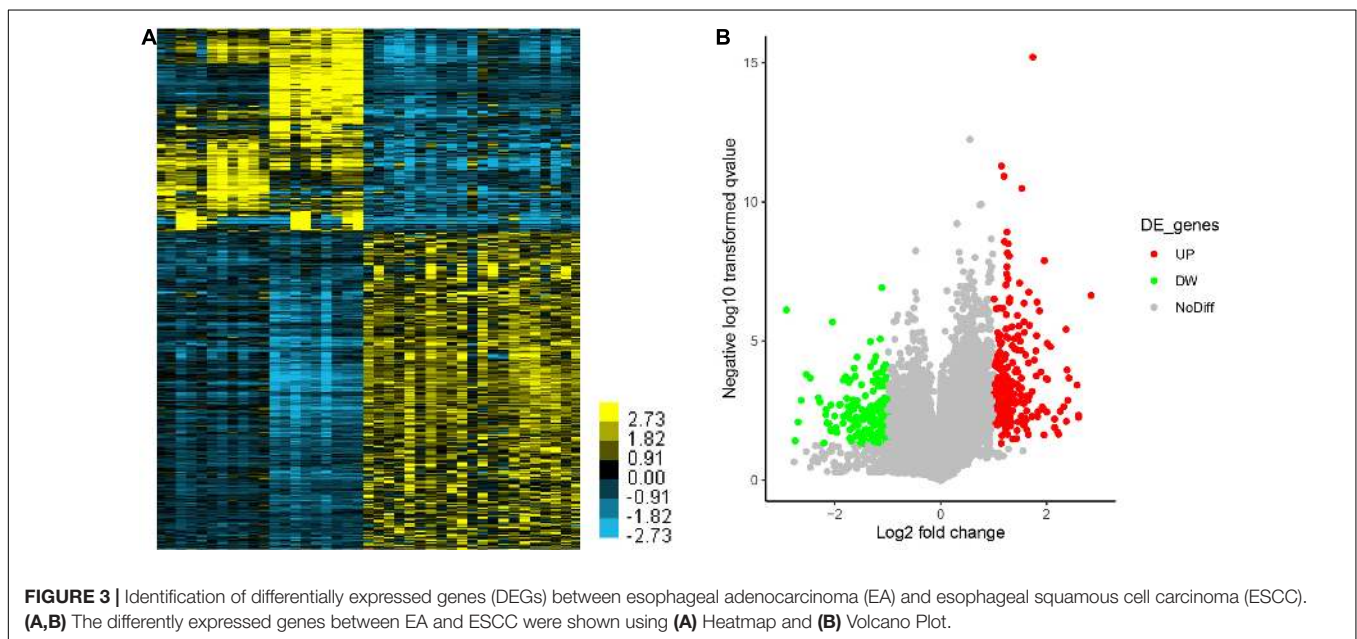 A
2.73
1.82
0.91
0.00
-0.91
-1.82
-2.73
B
Negative log10 transformed qvalue
15
10
5
0
-2
0
2
Log2 fold change
DE_genes
UP
DW
NoDiff
FIGURE 3 | Identification of differentially expressed genes (DEGs) between esophageal adenocarcinoma (EA) and esophageal squamous cell carcinoma (ESCC).
(A,B) The differently expressed genes between EA and ESCC were shown using (A) Heatmap and (B) Volcano Plot.